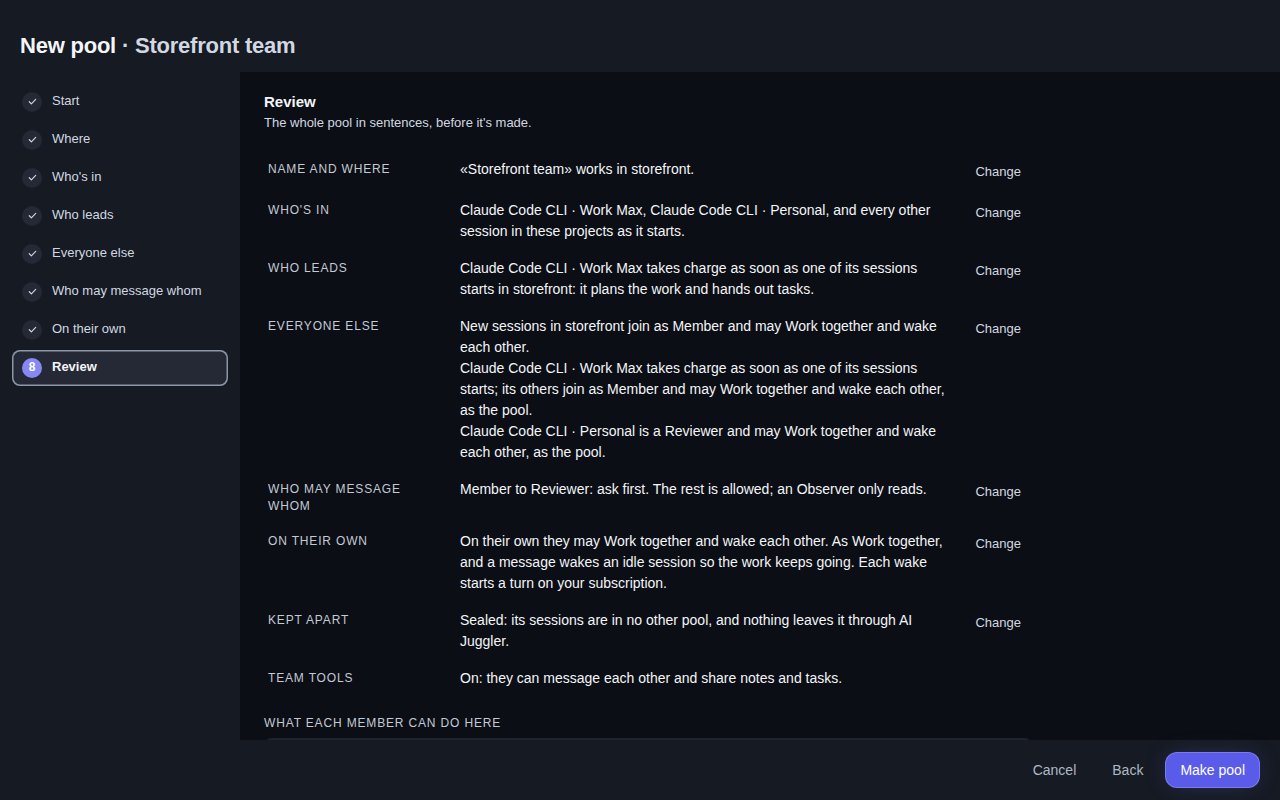 New pool · Storefront team
Start
Where
Who's in
Who leads
Everyone else
Who may message whom
On their own
8 Review
Review
The whole pool in sentences, before it's made.
NAME AND WHERE
«Storefront team» works in storefront.
Change
WHO'S IN
Claude Code CLI · Work Max, Claude Code CLI · Personal, and every other
session in these projects as it starts.
Change
WHO LEADS
Claude Code CLI · Work Max takes charge as soon as one of its sessions
starts in storefront: it plans the work and hands out tasks.
Change
EVERYONE ELSE
New sessions in storefront join as Member and may Work together and wake
each other.
Claude Code CLI · Work Max takes charge as soon as one of its sessions
starts; its others join as Member and may Work together and wake each other,
as the pool.
Claude Code CLI · Personal is a Reviewer and may Work together and wake
each other, as the pool.
Change
WHO MAY MESSAGE
WHOM
Member to Reviewer: ask first. The rest is allowed; an Observer only reads.
Change
ON THEIR OWN
On their own they may Work together and wake each other. As Work together,
and a message wakes an idle session so the work keeps going. Each wake
starts a turn on your subscription.
Change
KEPT APART
Sealed: its sessions are in no other pool, and nothing leaves it through AI
Juggler.
Change
TEAM TOOLS
On: they can message each other and share notes and tasks.
WHAT EACH MEMBER CAN DO HERE
Cancel
Back
Make pool